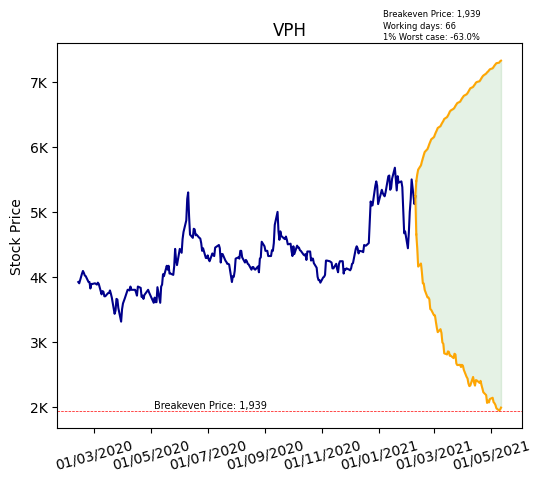 Breakeven Price: 1,939
Working days: 66
1% Worst case: -63.0%
VPH
7K
6K
5K
4K
3K
2K
Stock Price
Breakeven Price: 1,939
01/03/2020 01/05/2020 01/07/2020 01/09/2020 01/11/2020 01/01/2021 01/03/2021 01/05/2021